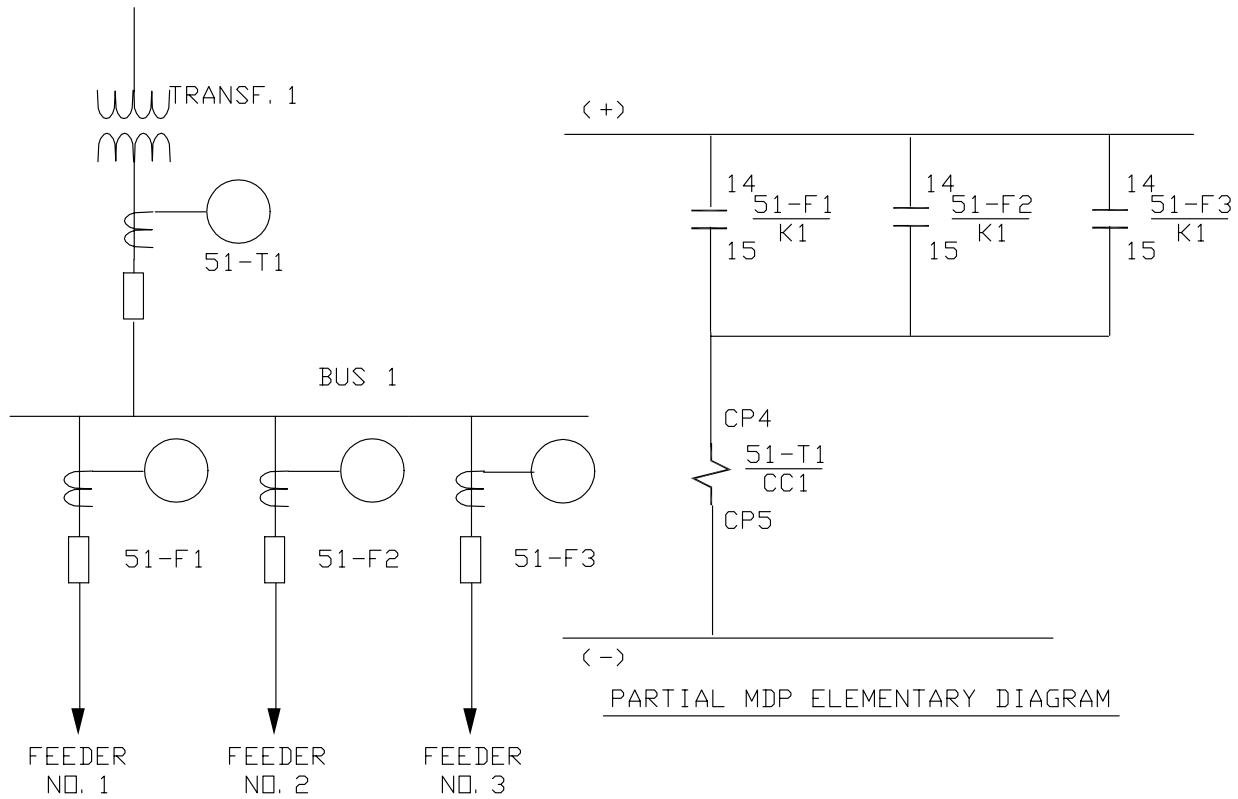 TRANSF. 1
51-T1
BUS 1
51-F1
51-F2
51-F3
FEEDER
NO. 1
FEEDER
NO. 2
FEEDER
NO. 3
(+)
14
51-F1
K1
15
14
51-F2
K1
15
14
51-F3
K1
15
CP4
51-T1
CC1
CP5
(-)
PARTIAL MDP ELEMENTARY DIAGRAM